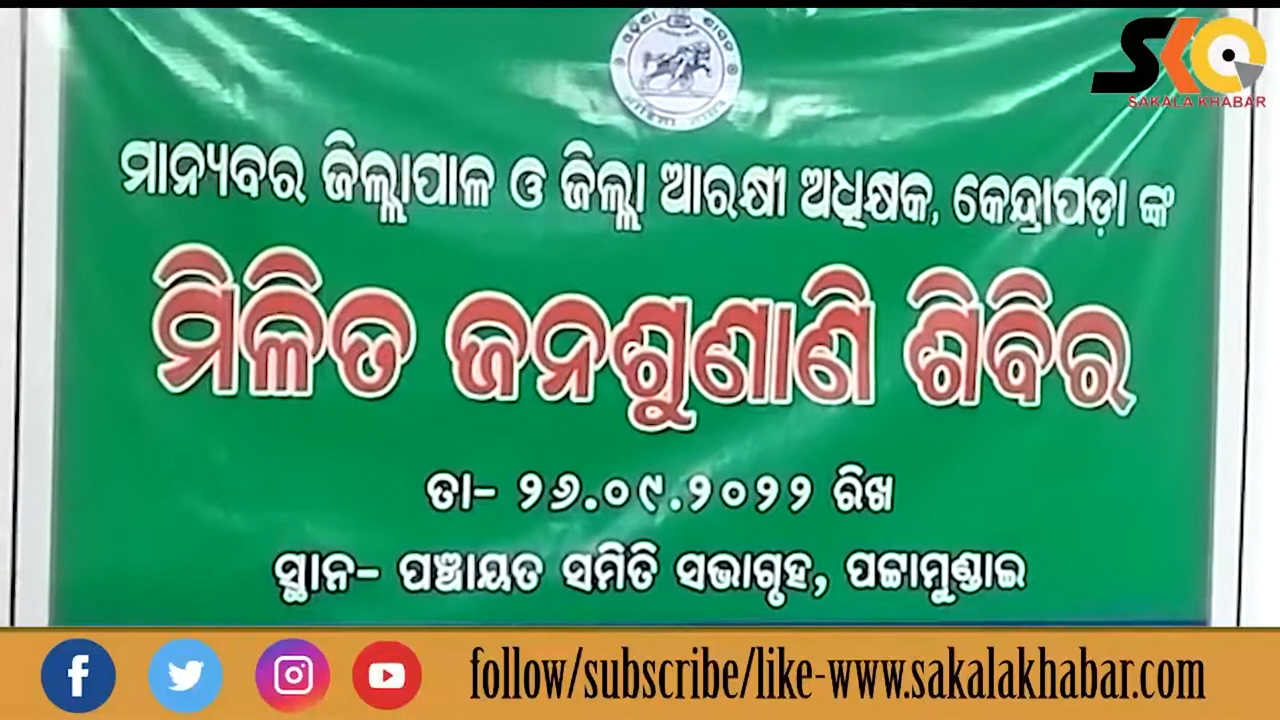 SAKALA KHABAR
ମାନ୍ୟବର ଜିଲ୍ଲାପାଳ ଓ ଜିଲ୍ଲା ଆରକ୍ଷୀ ଅଧିକ୍ଷକ, କେନ୍ଦ୍ରାପଡ଼ା ଙ୍କ
ମିଳିତ ଜନଶୁଣାଣି ଶିବିର
ତା- ୨୬.୦୯.୨୦୨୨ ରିଖ
ସ୍ଥାନ- ପଞ୍ଚାୟତ ସମିତି ସଭାଗୃହ, ପଟ୍ଟାମୁଣ୍ଡାଇ
follow/subscribe/like-www.sakalakhabar.com